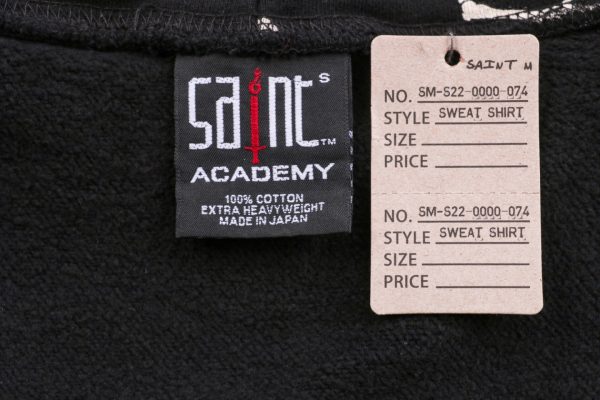 Saint S
TM
ACADEMY
100% COTTON
EXTRA HEAVYWEIGHT
MADE IN JAPAN
SAINT M
NO. SM-S22-0000-074
STYLE SWEAT SHIRT
SIZE
PRICE
NO. SM-S22-0000-074
STYLE SWEAT SHIRT
SIZE
PRICE